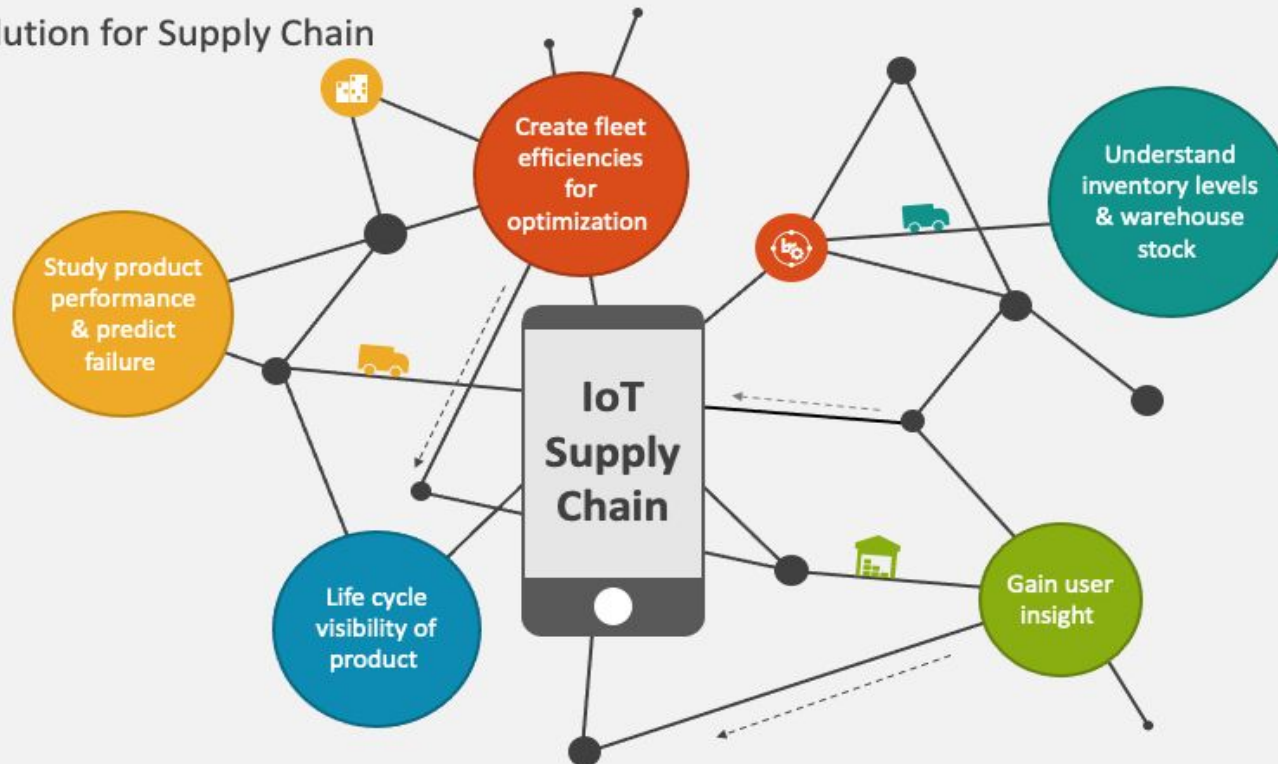 lution for Supply Chain
Create fleet
efficiencies
for
optimization
Understand
inventory levels
& warehouse
stock
Study product
performance
& predict
failure
IoT
Supply
Chain
Life cycle
visibility of
product
Gain user
insight